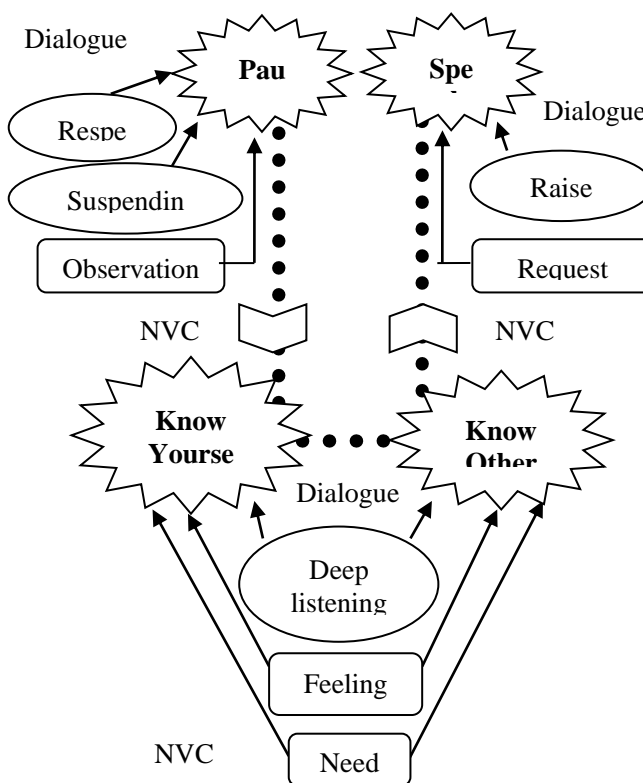 Dialogue
Pau
Spe
Dialogue
Respe
Suspendin
Raise
Observation
Request
NVC
NVC
Know
Yourse
Know
Other
Dialogue
Deep
listening
Feeling
NVC
Need